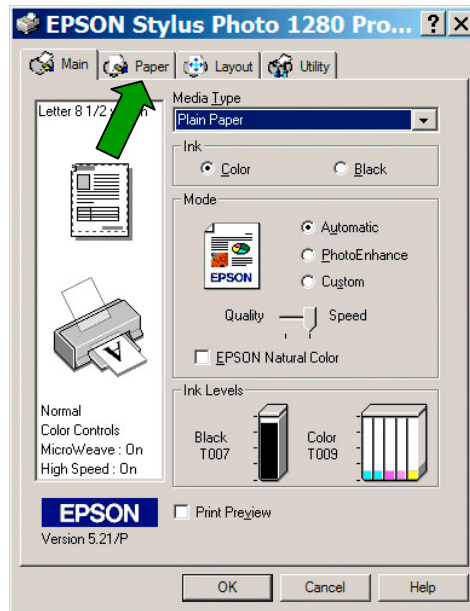 EPSON Stylus Photo 1280 Pro... ? X
Main Paper Layout Utility
Letter 8 1/2
Media Type
Plain Paper
Ink
Color Black
Mode
Automatic
PhotoEnhance
Custom
EPSON
Quality Speed
EPSON Natural Color
A
Normal
Color Controls
MicroWeave : On
High Speed : On
Ink Levels
Black
T007
Color
T009
EPSON
Version 5.21/P
Print Preview
OK Cancel Help